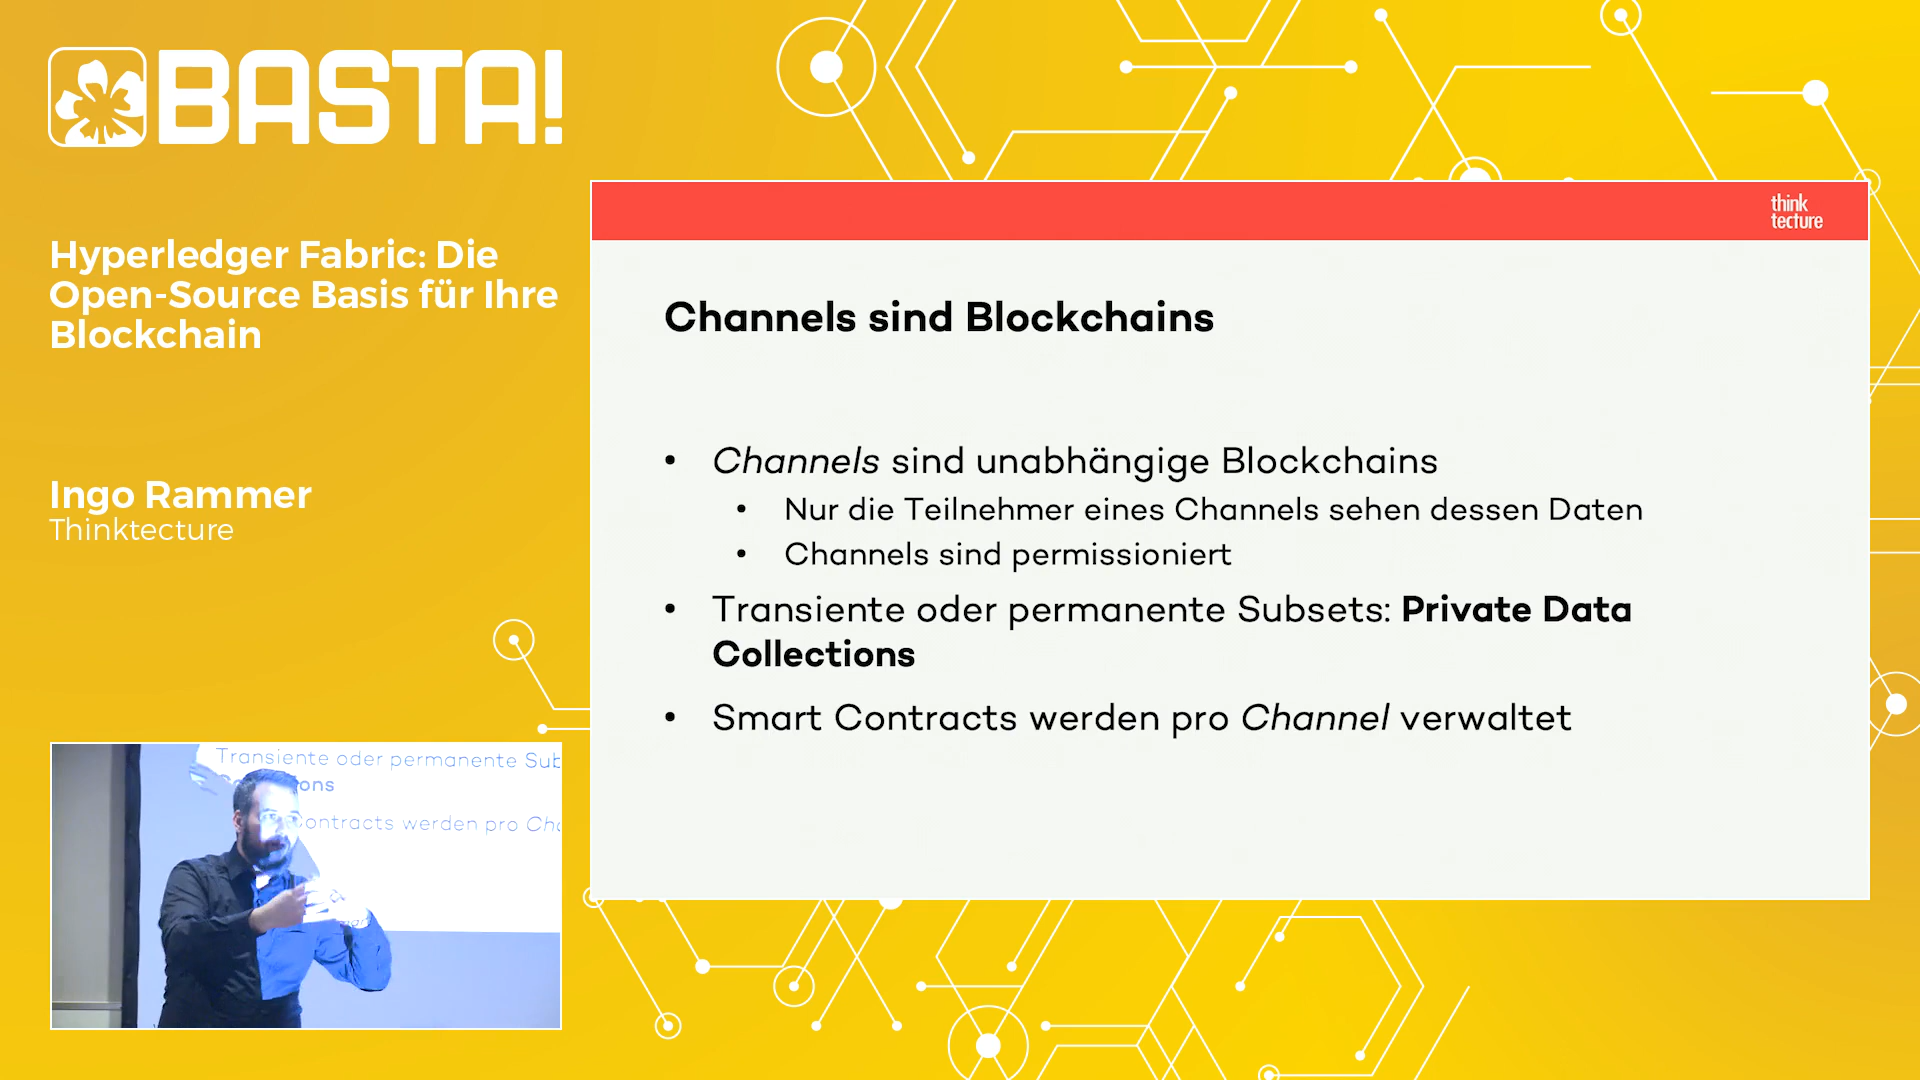 BASTA!
Hyperledger Fabric: Die
Open-Source Basis für Ihre
Blockchain
Ingo Rammer
Thinktecture
think
tecture
Channels sind Blockchains
• Channels sind unabhängige Blockchains
• Nur die Teilnehmer eines Channels sehen dessen Daten
• Channels sind permissioniert
• Transiente oder permanente Subsets: Private Data
Collections
• Smart Contracts werden pro Channel verwaltet
Transiente oder permanente Sub
ons
ontracts werden pro Cha